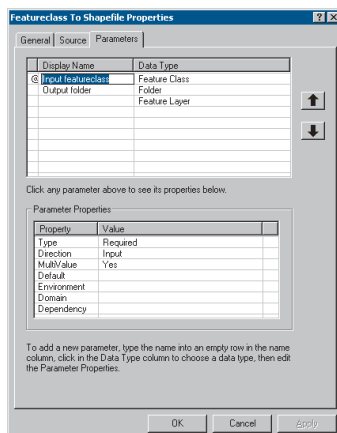 Featureclass To Shapefile Properties
General Source Parameters
Display Name Data Type
Input featureclass Feature Class
Output folder Folder
Feature Layer
Click any parameter above to see its properties below.
Parameter Properties
Property Value
Type Required
Direction Input
MultiValue Yes
Default
Environment
Domain
Dependency
To add a new parameter, type the name into an empty row in the name
column, click in the Data Type column to choose a data type, then edit
the Parameter Properties.
OK Cancel Apply